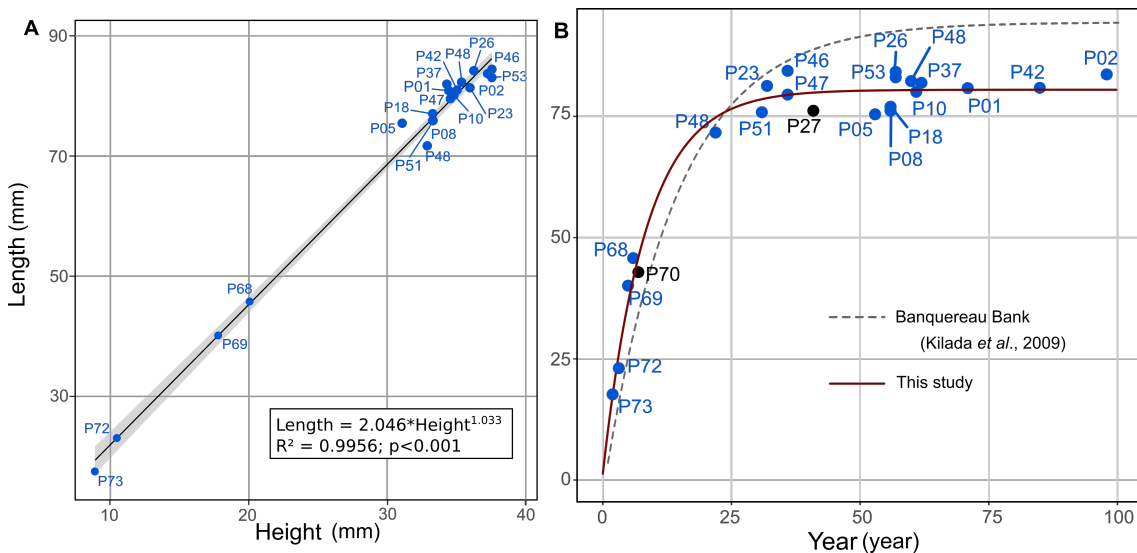 A
90
70
50
30
Length (mm)
P26
P48
P46
P42
P37
P53
P01
P02
P47
P23
P18
P10
P05
P08
P51
P48
P68
P69
P72
P73
Length = 2.046*Height^1.033
R² = 0.9956; p<0.001
10
20
30
40
Height (mm)
B
75
50
25
0
P26
P48
P02
P46
P23
P53
P37
P42
P47
P48
P51
P27
P05
P10
P01
P18
P08
P68
P70
P69
P72
P73
Banquereau Bank
(Kilada et al., 2009)
This study
0
25
50
75
100
Year (year)